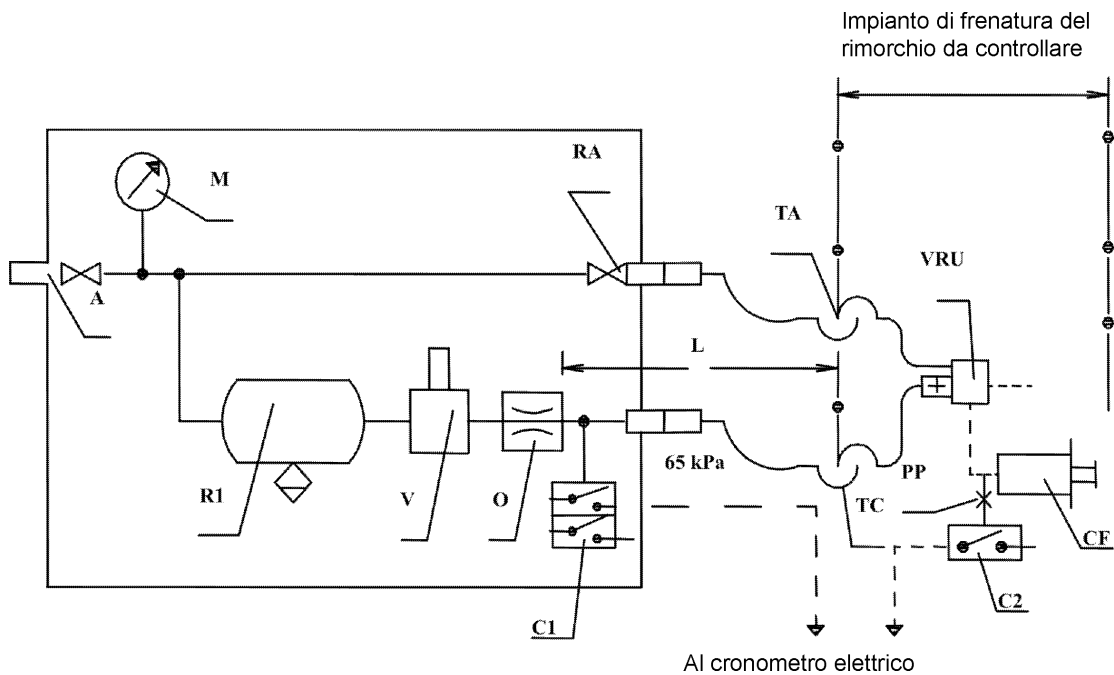 Impianto di frenatura del
rimorchio da controllare
M
RA
TA
VRU
A
L
R1
V
O
65 kPa
PP
TC
CF
C1
C2
Al cronometro elettrico